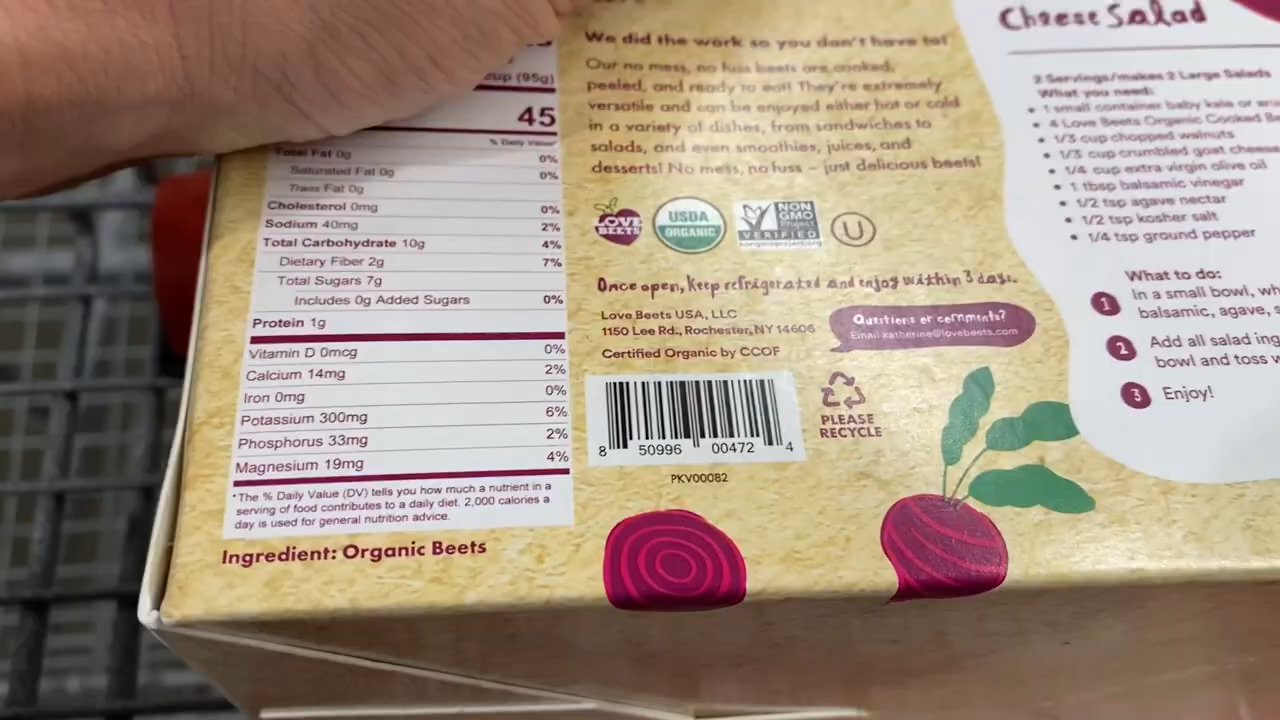 cup (95g)
45
% Daily Value*
Total Fat 0g 0%
Saturated Fat 0g 0%
Trans Fat 0g
Cholesterol 0mg 0%
Sodium 40mg 2%
Total Carbohydrate 10g 4%
Dietary Fiber 2g 7%
Total Sugars 7g
Includes 0g Added Sugars 0%
Protein 1g
Vitamin D 0mcg 0%
Calcium 14mg 2%
Iron 0mg 0%
Potassium 300mg 6%
Phosphorus 33mg 2%
Magnesium 19mg 4%
*The % Daily Value (DV) tells you how much a nutrient in a
serving of food contributes to a daily diet. 2,000 calories a
day is used for general nutrition advice.
Ingredient: Organic Beets
We did the work so you don't have to!
Our no mess, no fuss beets are cooked,
peeled, and ready to eat! They're extremely
versatile and can be enjoyed either hot or cold
in a variety of dishes, from sandwiches to
salads, and even smoothies, juices, and
desserts! No mess, no fuss – just delicious beets!
LOVE
BEETS
USDA
ORGANIC
NON
GMO
Project
VERIFIED
nongmoproject.org
U
Once open, keep refrigerated and enjoy within 3 days.
Love Beets USA, LLC
1150 Lee Rd., Rochester, NY 14606
Certified Organic by CCOF
Questions or comments?
Email katherine@lovebeets.com
8 50996 00472 4
PKV00082
PLEASE
RECYCLE
Cheese Salad
2 Servings/makes 2 Large Salads
What you need:
• 1 small container baby kale or
• 4 Love Beets Organic Cooked
• 1/3 cup chopped walnuts
• 1/3 cup crumbled goat cheese
• 1/4 cup extra virgin olive oil
• 1 tbsp balsamic vinegar
• 1/2 tsp agave nectar
• 1/2 tsp kosher salt
• 1/4 tsp ground pepper
What to do:
1 In a small bowl,
balsamic, agave,
2 Add all salad
bowl and toss
3 Enjoy!